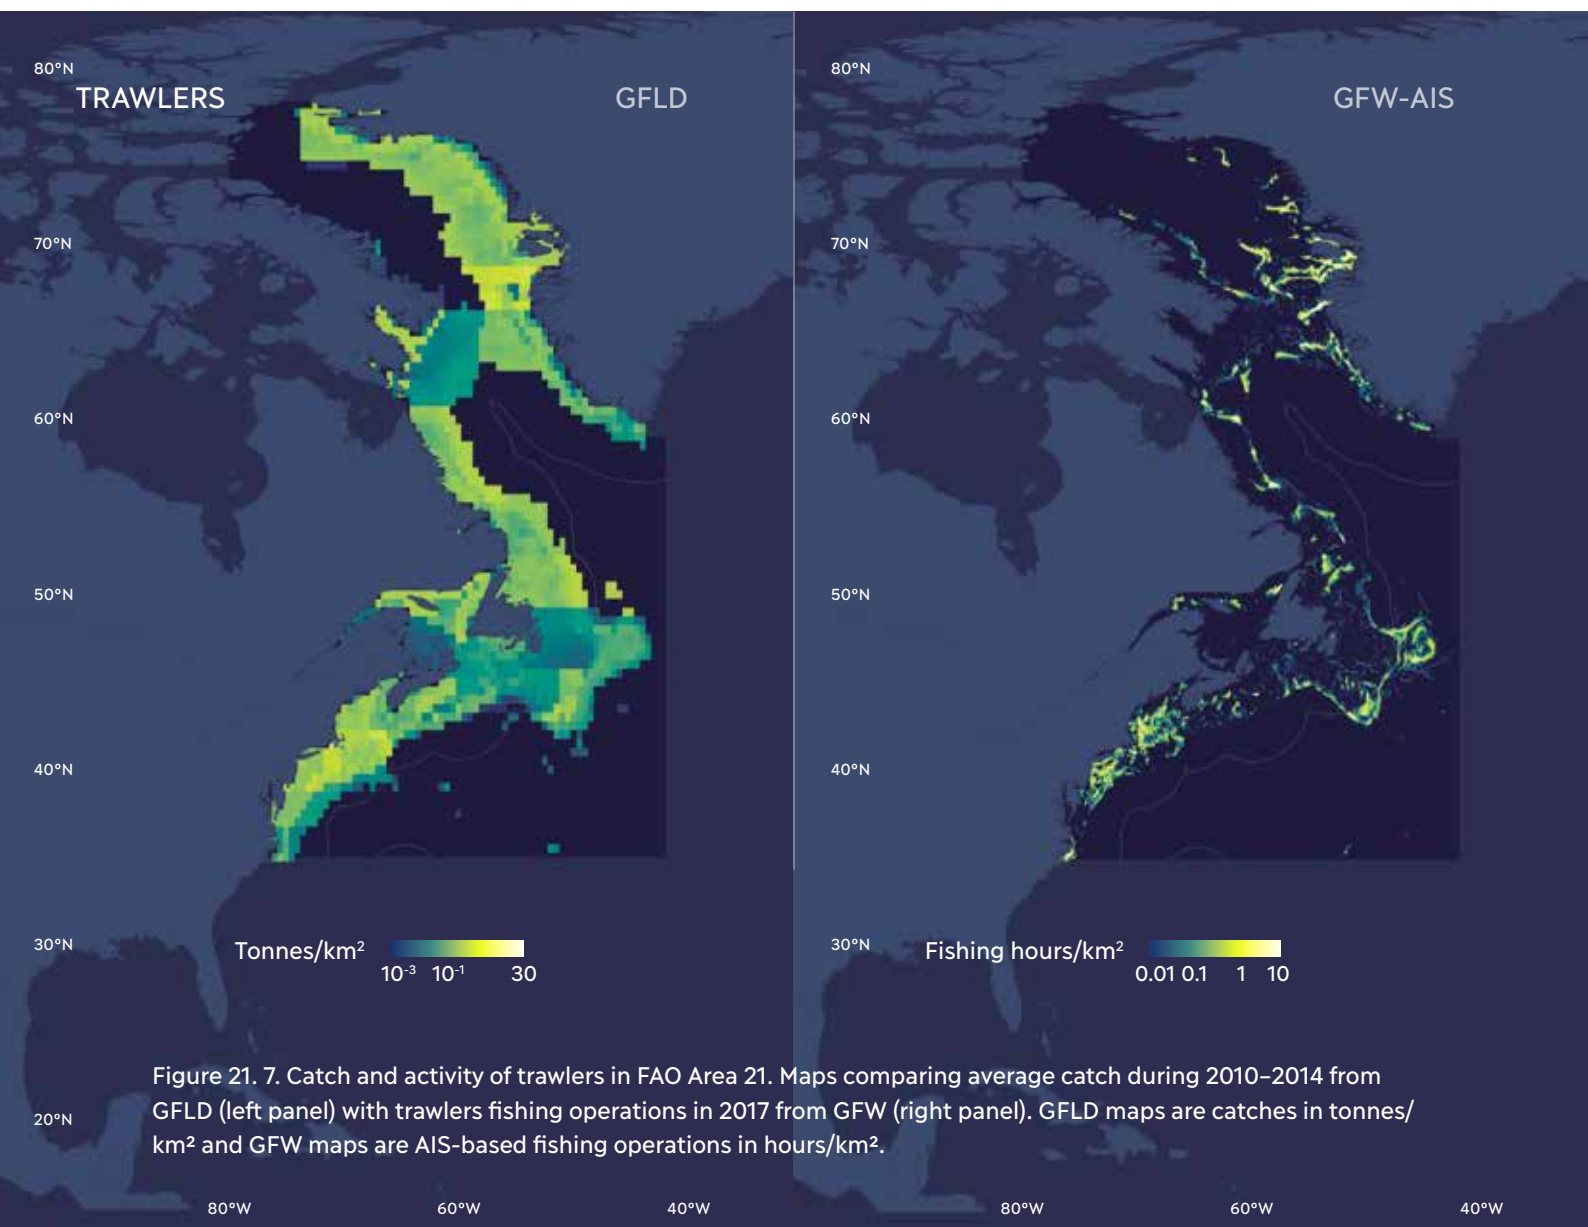 80°N
TRAWLERS
GFLD
70°N
60°N
50°N
40°N
30°N
20°N
80°W
60°W
40°W
Tonnes/km²
10⁻³ 10⁻¹ 30
80°N
GFW-AIS
70°N
60°N
50°N
40°N
30°N
80°W
60°W
40°W
Fishing hours/km²
0.01 0.1 1 10
Figure 21. 7. Catch and activity of trawlers in FAO Area 21. Maps comparing average catch during 2010–2014 from
GFLD (left panel) with trawlers fishing operations in 2017 from GFW (right panel). GFLD maps are catches in tonnes/
km² and GFW maps are AIS-based fishing operations in hours/km².